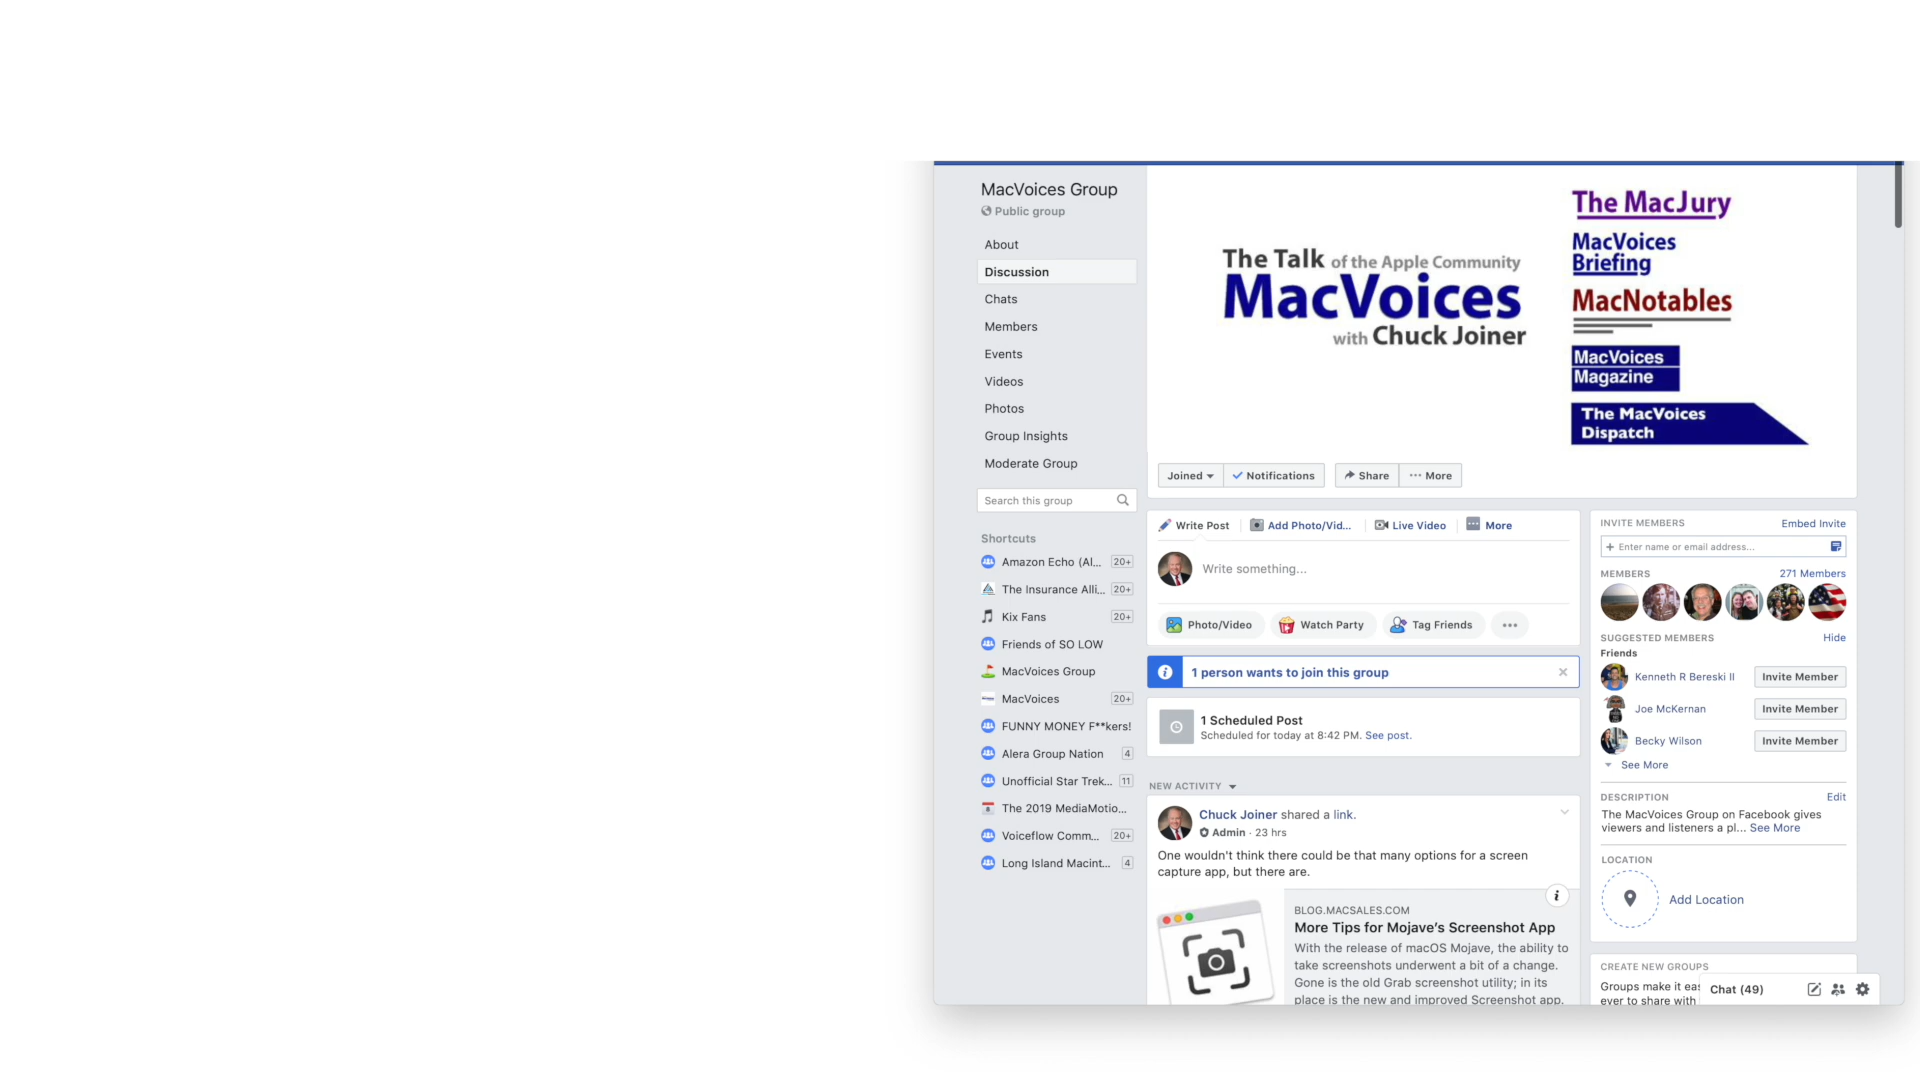 MacVoices Group
Public group
About
Discussion
Chats
Members
Events
Videos
Photos
Group Insights
Moderate Group
Search this group
Shortcuts
Amazon Echo (Al... 20+
The Insurance Alli... 20+
Kix Fans 20+
Friends of SO LOW
MacVoices Group
MacVoices 20+
FUNNY MONEY F**kers!
Alera Group Nation 4
Unofficial Star Trek... 11
The 2019 MediaMotio...
Voiceflow Comm... 20+
Long Island Macint... 4
The Talk of the Apple Community
MacVoices
with Chuck Joiner
The MacJury
MacVoices
Briefing
MacNotables
MacVoices
Magazine
The MacVoices
Dispatch
Joined Notifications Share ··· More
Write Post Add Photo/Vid... Live Video More
Write something...
Photo/Video Watch Party Tag Friends
1 person wants to join this group
1 Scheduled Post
Scheduled for today at 8:42 PM. See post.
NEW ACTIVITY
Chuck Joiner shared a link.
Admin · 23 hrs
One wouldn't think there could be that many options for a screen
capture app, but there are.
BLOG.MACSALES.COM
More Tips for Mojave's Screenshot App
With the release of macOS Mojave, the ability to
take screenshots underwent a bit of a change.
Gone is the old Grab screenshot utility; in its
place is the new and improved Screenshot app.
INVITE MEMBERS Embed Invite
+ Enter name or email address...
MEMBERS 271 Members
SUGGESTED MEMBERS Hide
Friends
Kenneth R Bereski II Invite Member
Joe McKernan Invite Member
Becky Wilson Invite Member
See More
DESCRIPTION Edit
The MacVoices Group on Facebook gives
viewers and listeners a pl... See More
LOCATION
Add Location
CREATE NEW GROUPS
Groups make it eas
ever to share with
Chat (49)